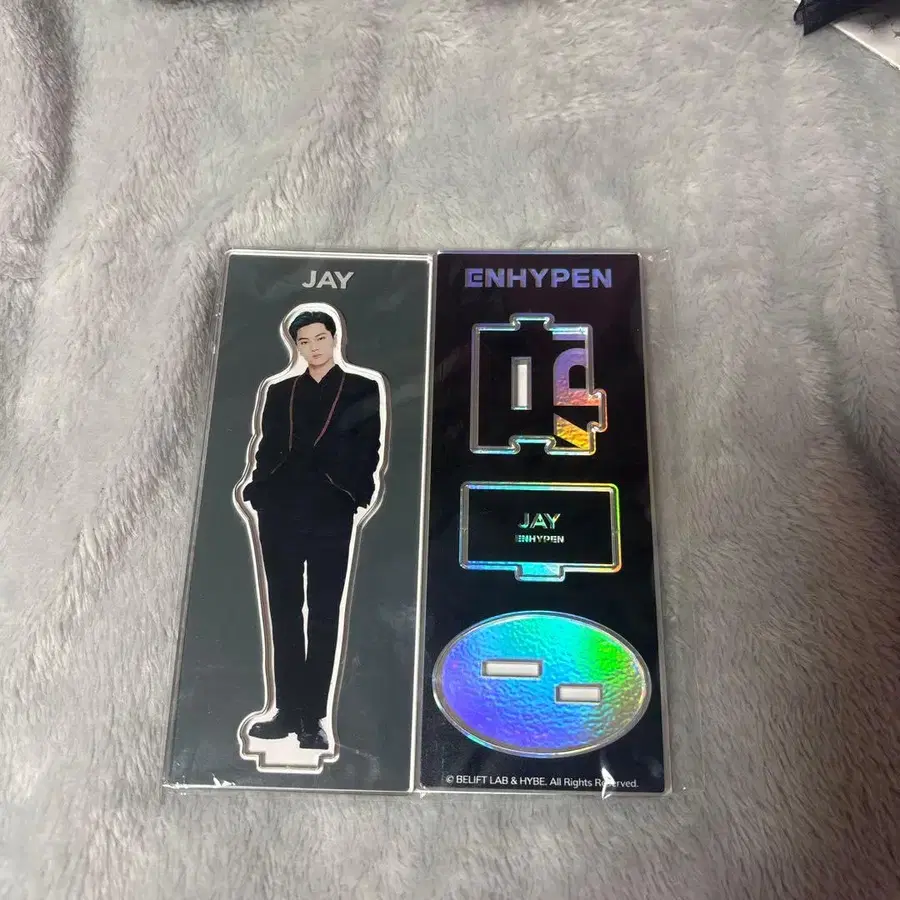 JAY
ENHYPEN
JAY
ENHYPEN
© BELIFT LAB & HYBE. All Rights Reserved.